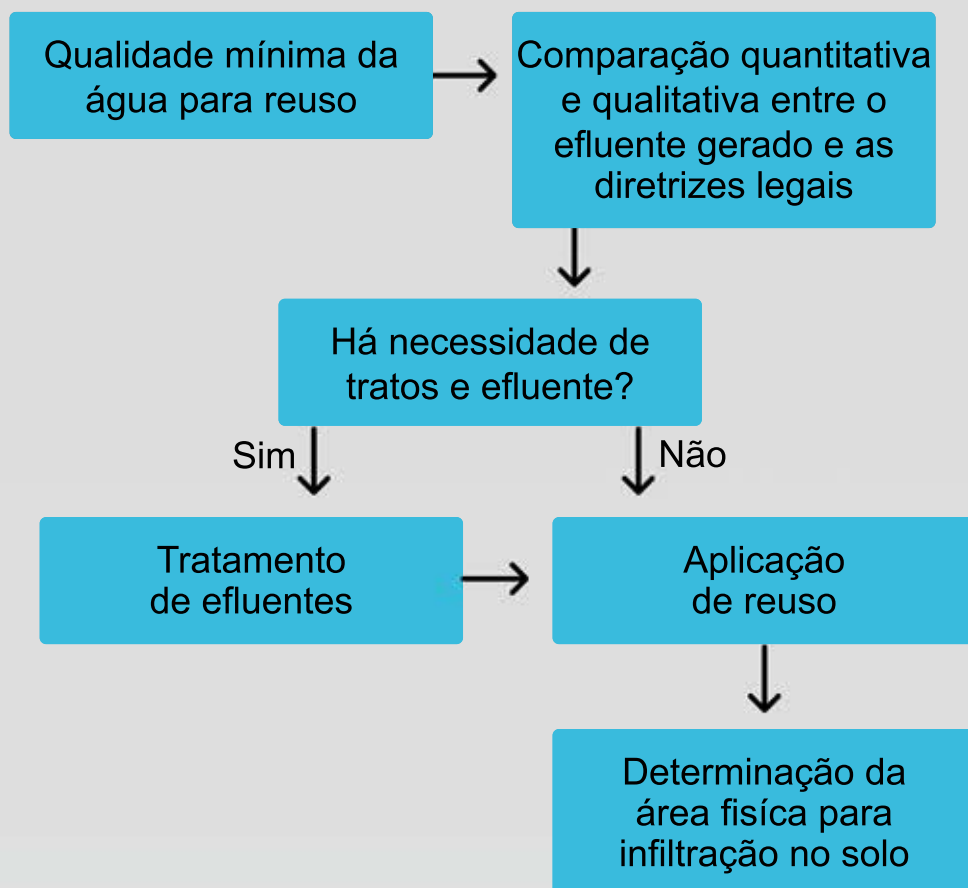 Qualidade mínima da
água para reuso
Comparação quantitativa
e qualitativa entre o
efluente gerado e as
diretrizes legais
Há necessidade de
tratos e efluente?
Sim
Não
Tratamento
de efluentes
Aplicação
de reuso
Determinação da
área fisíca para
infiltração no solo